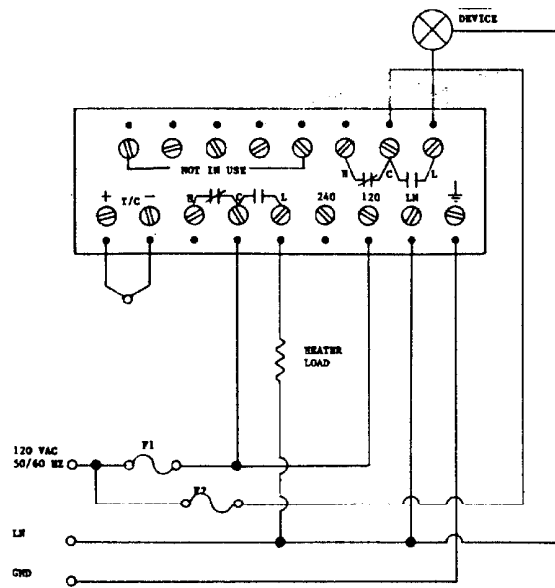 DEVICE
NOT IN USE
H C L
+ T/C − H C L 240 120 LN
HEATER
LOAD
120 VAC
50/60 HZ
F1
F2
LN
GND